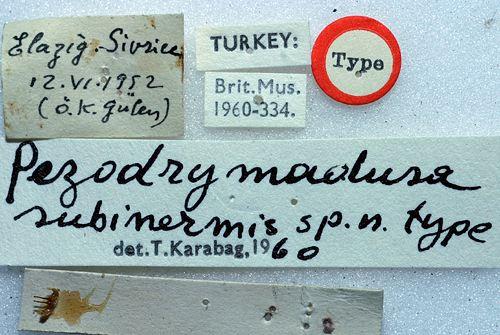 Elazig-Sivrice
12.VI.1952
(Ö.K. Gülen)
TURKEY:
Brit.Mus.
1960-334.
Type
Pezodrymadusa
subinermis sp. n. type
det.T.Karabag,1960